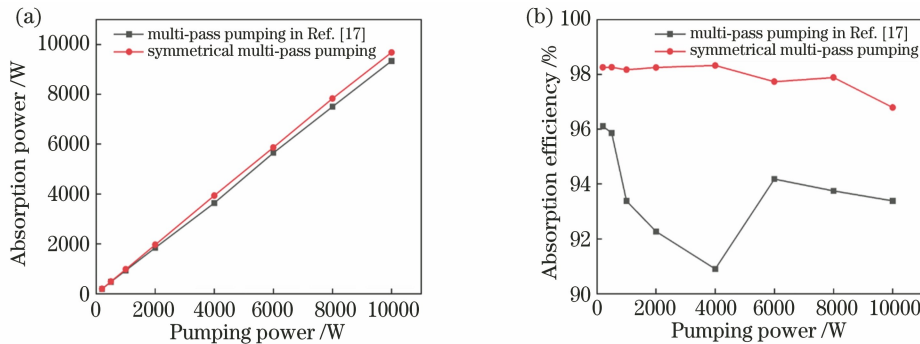 (a)
multi-pass pumping in Ref. [17]
symmetrical multi-pass pumping
10000
8000
6000
4000
2000
0
Absorption power /W
0 2000 4000 6000 8000 10000
Pumping power /W
(b)
multi-pass pumping in Ref. [17]
symmetrical multi-pass pumping
100
98
96
94
92
90
Absorption efficiency /%
0 2000 4000 6000 8000 10000
Pumping power /W